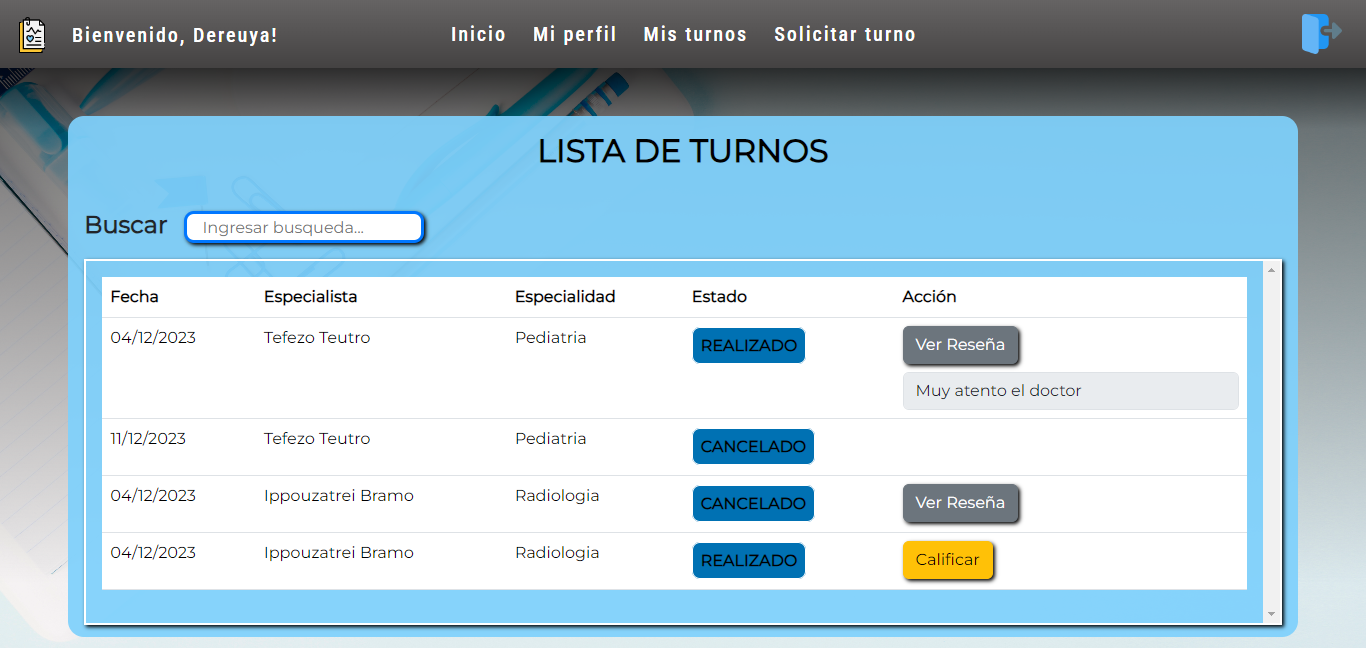 Bienvenido, Dereuya!
Inicio Mi perfil Mis turnos Solicitar turno
LISTA DE TURNOS
Buscar Ingresar busqueda...
Fecha Especialista Especialidad Estado Acción
04/12/2023 Tefezo Teutro Pediatria REALIZADO Ver Reseña
Muy atento el doctor
11/12/2023 Tefezo Teutro Pediatria CANCELADO
04/12/2023 Ippouzatrei Bramo Radiologia CANCELADO Ver Reseña
04/12/2023 Ippouzatrei Bramo Radiologia REALIZADO Calificar